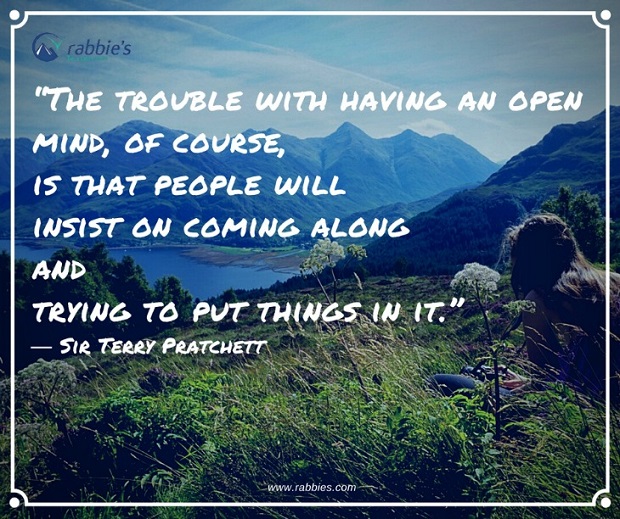 rabbie's
"The trouble with having an open
mind, of course,
is that people will
insist on coming along
and
trying to put things in it."
— Sir Terry Pratchett
www.rabbies.com